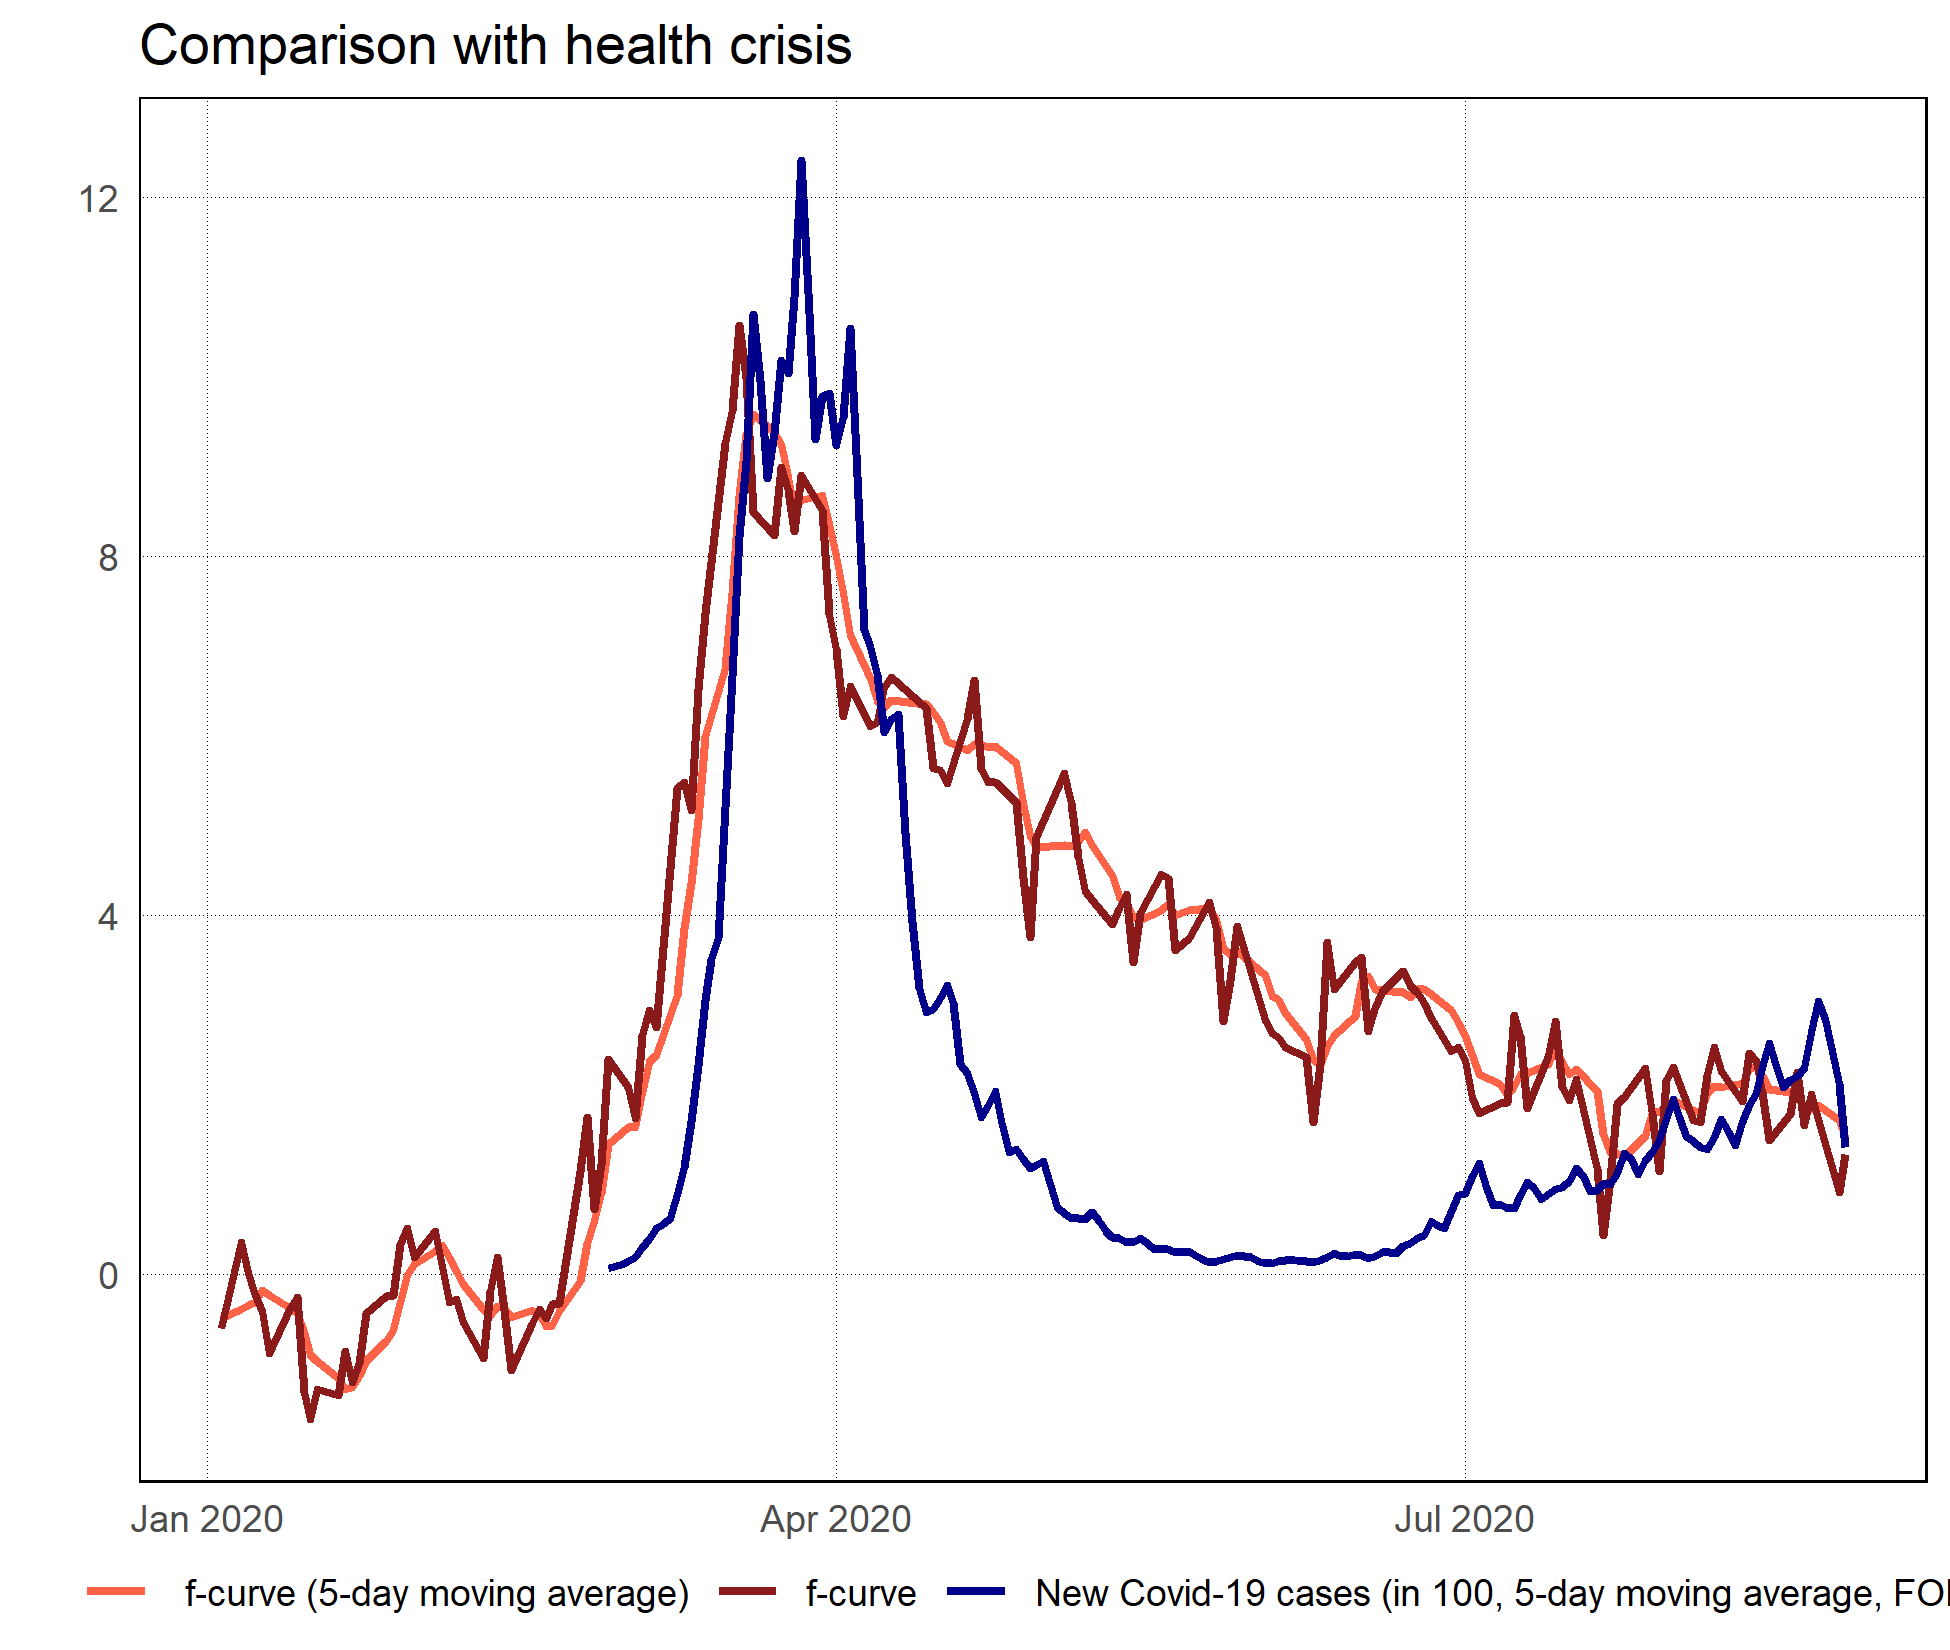 Comparison with health crisis
12
8
4
0
Jan 2020 Apr 2020 Jul 2020
f-curve (5-day moving average) f-curve New Covid-19 cases (in 100, 5-day moving average,